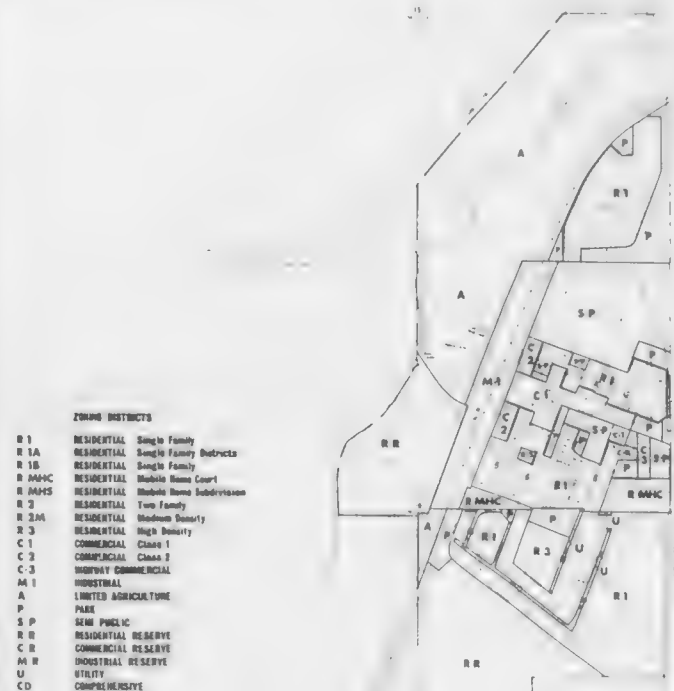 15
A
P
R 1
P
P
A
S P
C 2
P
R 2
M-1
C 1
C 2
P
S P
P
C-1
P
C 3
S P
R R
R 1
P
R MHC
R MHC
A
P
R 1
P
R 3
U
U
U
R 1
R R
ZONING DISTRICTS
R 1 RESIDENTIAL Single Family
R 1A RESIDENTIAL Single Family Districts
R 1B RESIDENTIAL Single Family
R MHC RESIDENTIAL Mobile Home Court
R MHS RESIDENTIAL Mobile Home Subdivision
R 2 RESIDENTIAL Two Family
R 2M RESIDENTIAL Medium Density
R 3 RESIDENTIAL High Density
C 1 COMMERCIAL Class 1
C 2 COMMERCIAL Class 2
C-3 HIGHWAY COMMERCIAL
M 1 INDUSTRIAL
A LIMITED AGRICULTURE
P PARK
S P SEMI PUBLIC
R R RESIDENTIAL RESERVE
C R COMMERCIAL RESERVE
M R INDUSTRIAL RESERVE
U UTILITY
CD COMPREHENSIVE